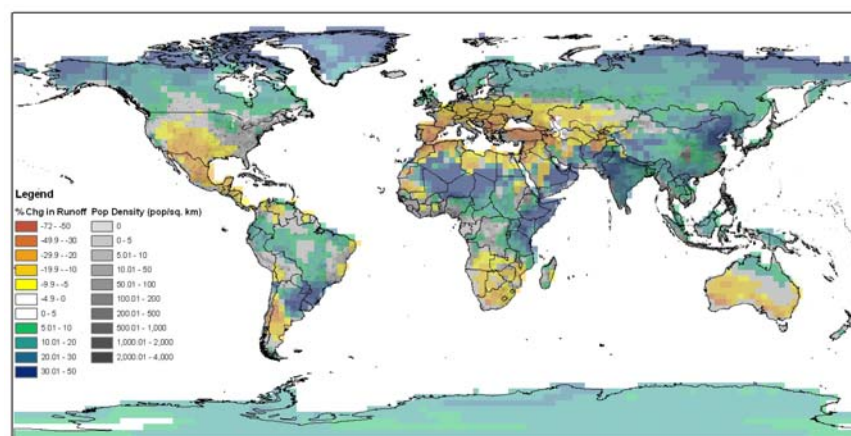 Legend
% Chg in Runoff Pop Density (pop/sq. km)
-72 - -50 0
-49.9 - -30 0 - 5
-29.9 - -20 5.01 - 10
-19.9 - -10 10.01 - 50
-9.9 - -5 50.01 - 100
-4.9 - 0 100.01 - 200
0 - 5 200.01 - 500
5.01 - 10 500.01 - 1,000
10.01 - 20 1,000.01 - 2,000
20.01 - 30 2,000.01 - 4,000
30.01 - 50